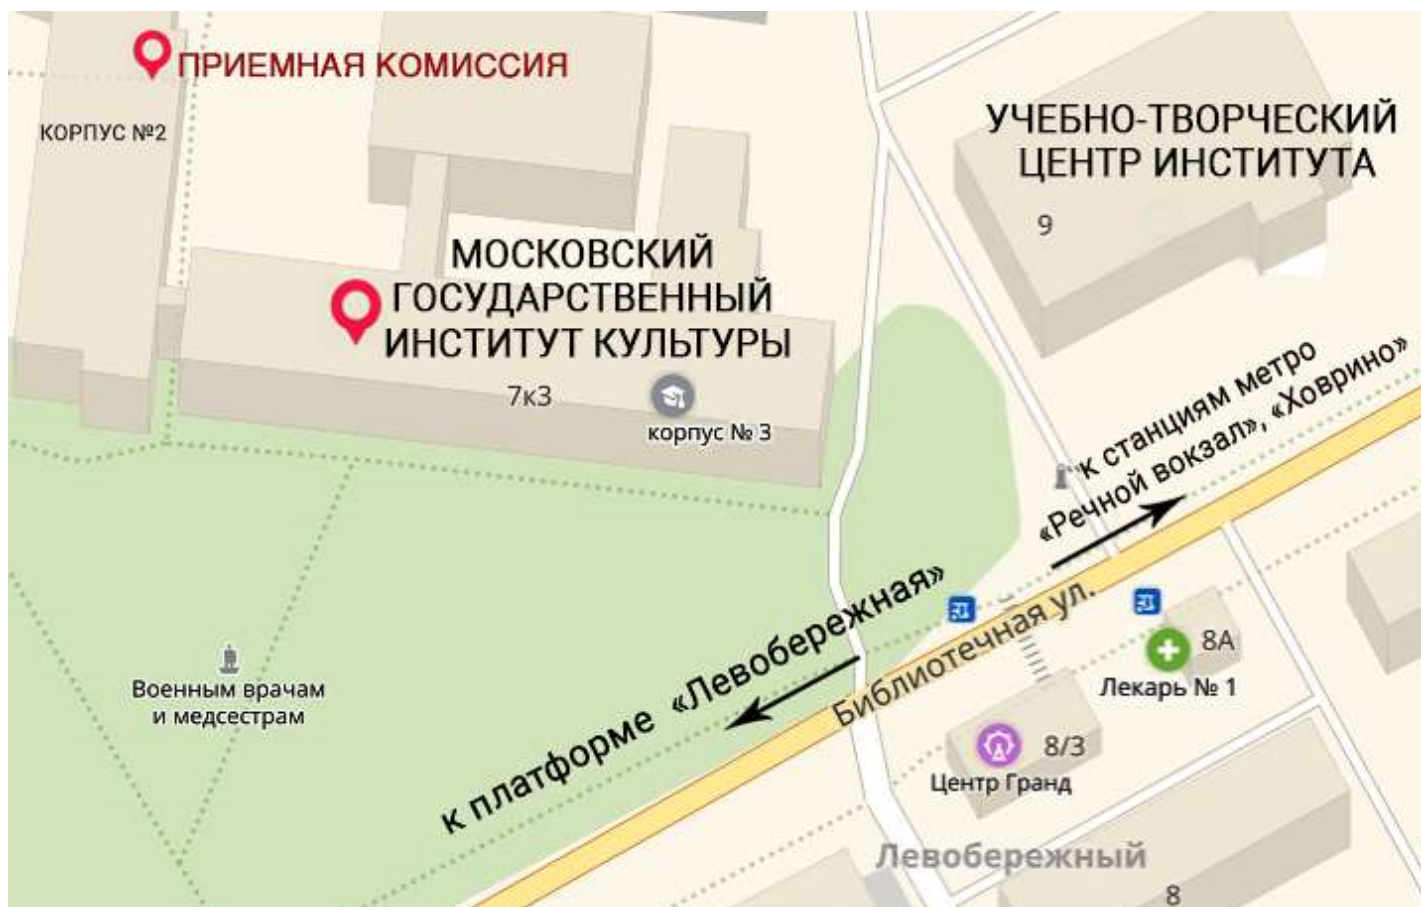 ПРИЕМНАЯ КОМИССИЯ
КОРПУС №2
УЧЕБНО-ТВОРЧЕСКИЙ
ЦЕНТР ИНСТИТУТА
9
МОСКОВСКИЙ
ГОСУДАРСТВЕННЫЙ
ИНСТИТУТ КУЛЬТУРЫ
7к3
корпус № 3
к станциям метро
«Речной вокзал», «Ховрино»
к платформе «Левобережная»
Библиотечная ул.
8А
Лекарь № 1
Военным врачам
и медсестрам
8/3
Центр Гранд
Левобережный
8